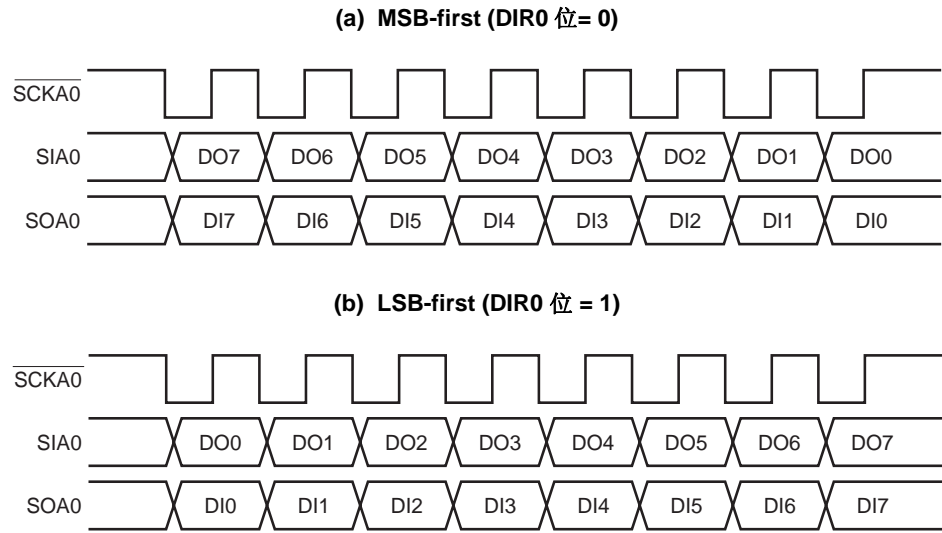 (a) MSB-first (DIR0 位= 0)
SCKA0
SIA0 DO7 DO6 DO5 DO4 DO3 DO2 DO1 DO0
SOA0 DI7 DI6 DI5 DI4 DI3 DI2 DI1 DI0
(b) LSB-first (DIR0 位 = 1)
SCKA0
SIA0 DO0 DO1 DO2 DO3 DO4 DO5 DO6 DO7
SOA0 DI0 DI1 DI2 DI3 DI4 DI5 DI6 DI7